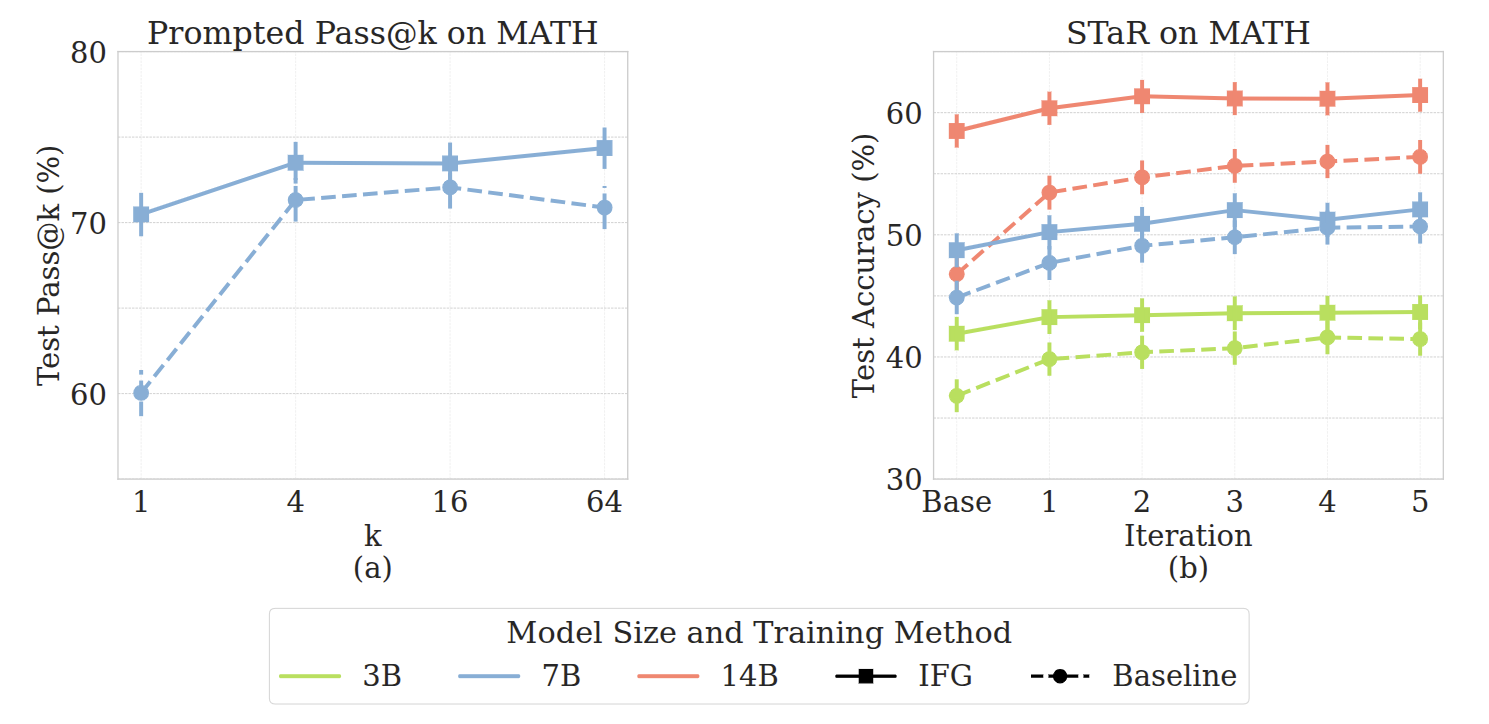 Prompted Pass@k on MATH
80
70
60
Test Pass@k (%)
1 4 16 64
k
(a)
STaR on MATH
60
50
40
30
Test Accuracy (%)
Base 1 2 3 4 5
Iteration
(b)
Model Size and Training Method
3B 7B 14B IFG Baseline